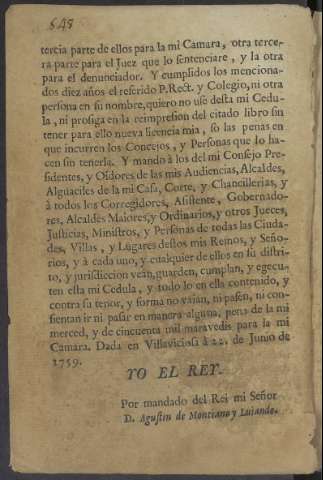 648
tercia parte de ellos para la mi Camara, otra terce-
ra parte para el Juez que lo sentenciare, y la otra
para el denunciador. Y cumplidos los menciona-
dos diez años el referido P. Rect. y Colegio, ni otra
persona en su nombre, quiero no use desta mi Cedu-
la, ni prosiga en la reimpresion del citado libro sin
tener para ello nueva licencia mia, so las penas en
que incurren los Concejos, y Personas que lo ha-
cen sin tenerla. Y mando à los del mi Consejo Pre-
sidentes, y Oidores de las mis Audiencias, Alcaldes,
Alguaciles de la mi Casa, Corte, y Chancillerias, y
à todos los Corregidores, Asistente, Gobernado-
res, Alcaldes Maiores, y Ordinarios, y otros Jueces,
Justicias, Ministros, y Personas de todas las Ciuda-
des, Villas, y Lugares destos mis Reinos, y Seño-
rios, y à cada uno, y cualquier de ellos en su distri-
to, y jurisdiccion vean, guarden, cumplan, y egecu-
ten esta mi Cedula, y todo lo en ella contenido, y
contra su tenor, y forma no vaian, ni pasen, ni con-
sientan ir ni pasar en manera alguna, pena de la mi
merced, y de cincuenta mil maravedis para la mi
Camara. Dada en Villaviciosa à 22. de Junio de
1759.
YO EL REY.
Por mandado del Rei mi Señor
D. Agustin de Montiano y Luiando.